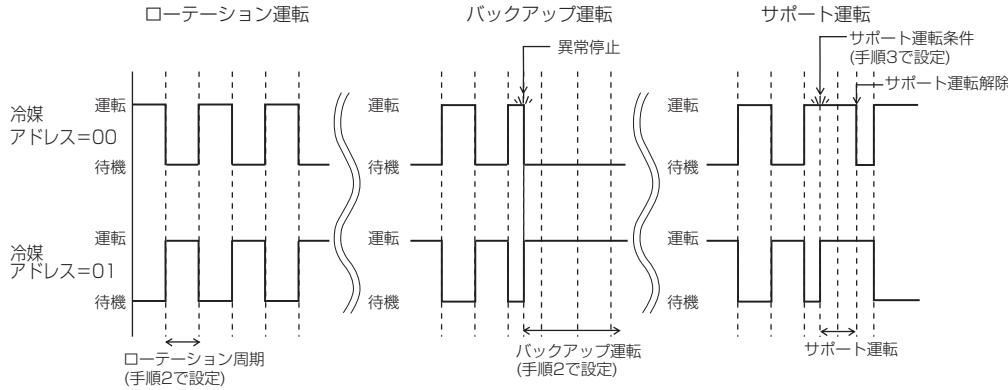 ローテーション運転
バックアップ運転
サポート運転
異常停止
サポート運転条件
(手順3で設定)
サポート運転解除
冷媒
アドレス=00
運転
待機
運転
待機
運転
待機
冷媒
アドレス=01
運転
待機
運転
待機
運転
待機
ローテーション周期
(手順2で設定)
バックアップ運転
(手順2で設定)
サポート運転